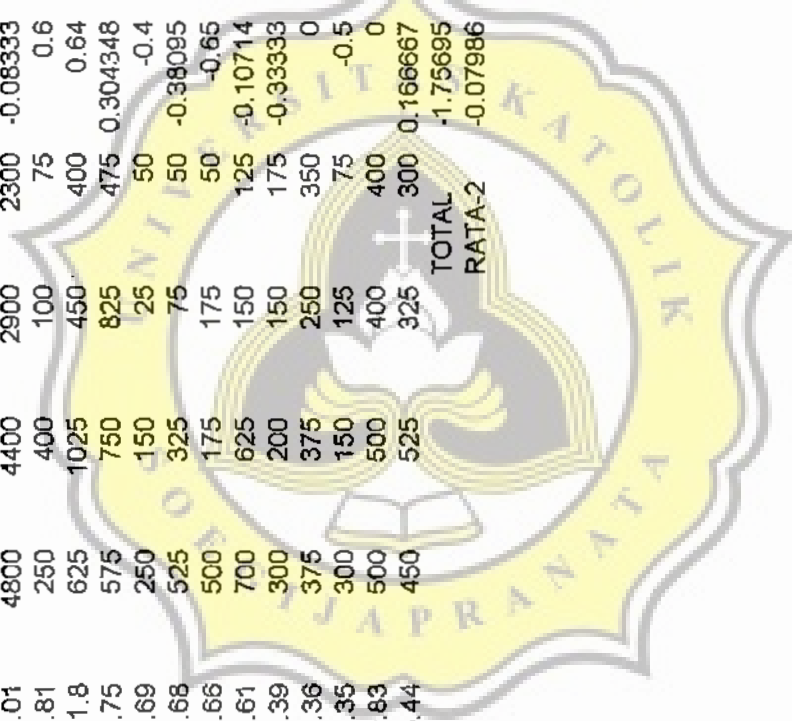 .01 4800 4400 2900 2300 -0.08333
.81 250 400 100 75 0.6
1.8 625 1025 450 400 0.64
.75 575 750 825 475 0.304348
.69 250 150 25 50 -0.4
.68 525 325 75 50 -0.38095
.66 500 175 175 50 -0.65
.61 700 625 150 125 -0.10714
.39 300 200 150 175 -0.33333
.36 375 375 250 350 0
.35 300 150 125 75 -0.5
.83 500 500 400 400 0
.44 450 525 325 300 0.166667
TOTAL -1.75695
RATA-2 -0.07986
UNIVERSITAS KATOLIK
SOEGIJAPRANATA